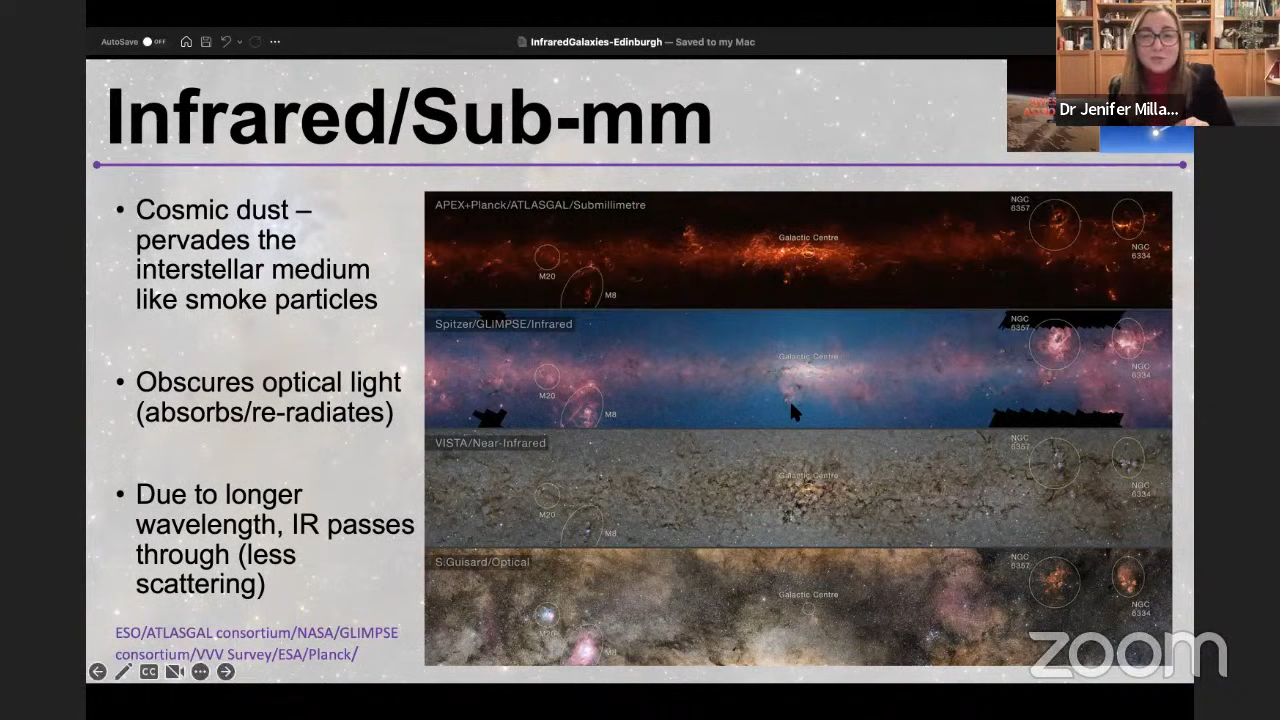 AutoSave OFF
InfraredGalaxies-Edinburgh — Saved to my Mac
Dr Jenifer Milla...
Infrared/Sub-mm
• Cosmic dust –
pervades the
interstellar medium
like smoke particles
• Obscures optical light
(absorbs/re-radiates)
• Due to longer
wavelength, IR passes
through (less
scattering)
ESO/ATLASGAL consortium/NASA/GLIMPSE
consortium/VVV Survey/ESA/Planck/
CC
APEX+Planck/ATLASGAL/Submillimetre
NGC
6357
Galactic Centre
NGC
6334
M20
M8
Spitzer/GLIMPSE/Infrared
NGC
6357
Galactic Centre
NGC
6334
M20
M8
VISTA/Near-Infrared
NGC
6357
Galactic Centre
NGC
6334
M20
M8
S.Guisard/Optical
NGC
6357
Galactic Centre
NGC
6334
M20
M8
zoom